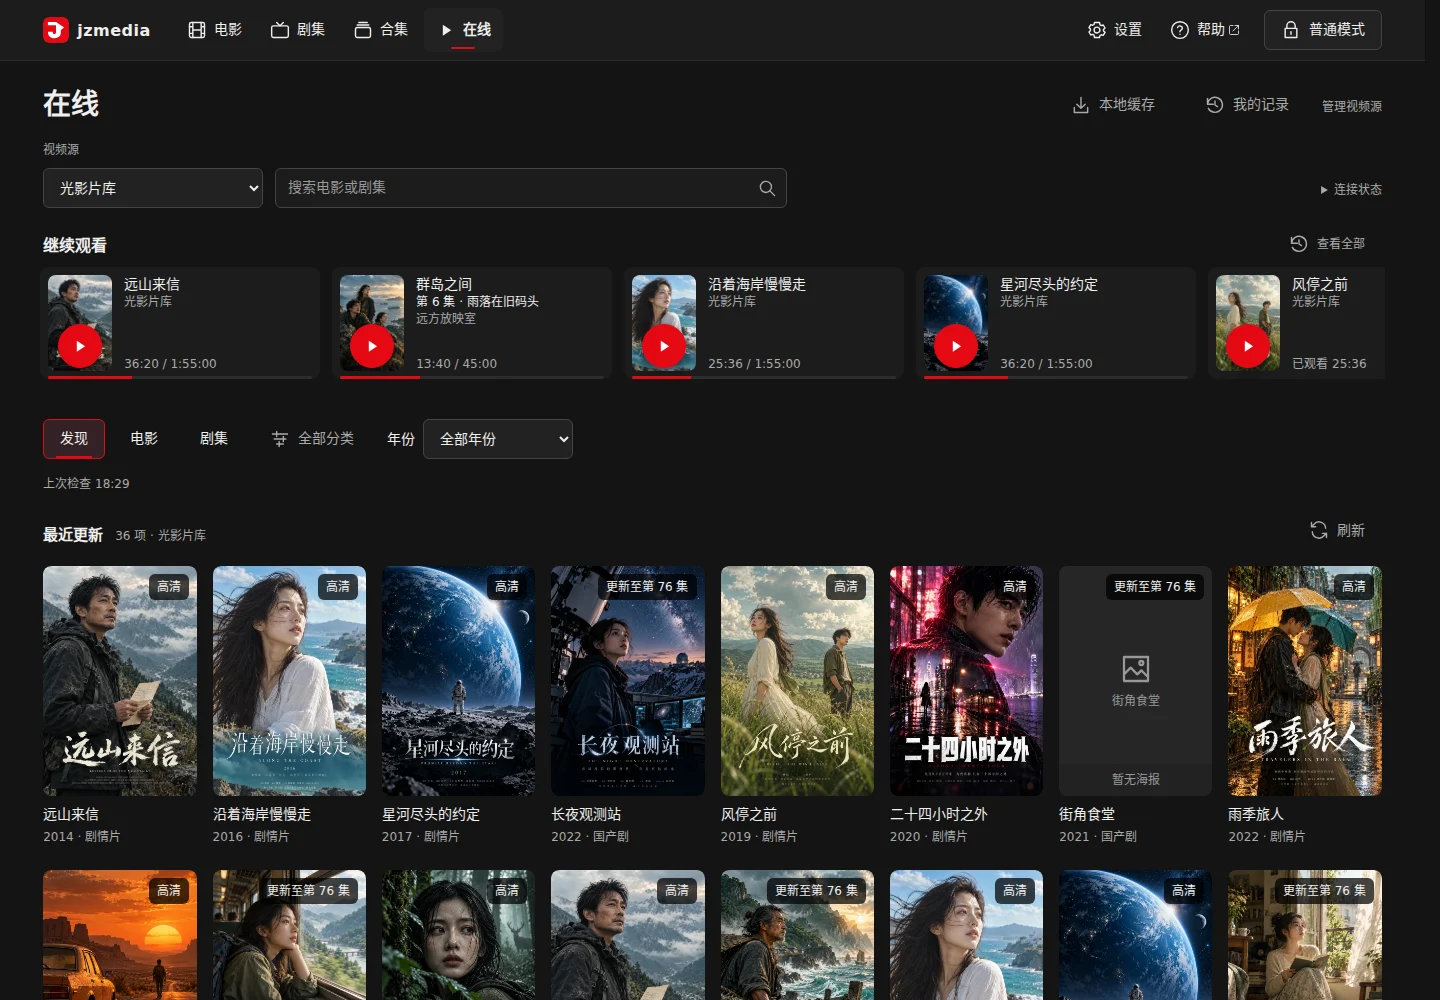 jzmedia
电影
剧集
合集
在线
设置
帮助
普通模式
在线
本地缓存
我的记录
管理视频源
视频源
光影片库
搜索电影或剧集
连接状态
继续观看
查看全部
远山来信
光影片库
36:20 / 1:55:00
群岛之间
第 6 集 · 雨落在旧码头
远方放映室
13:40 / 45:00
沿着海岸慢慢走
光影片库
25:36 / 1:55:00
星河尽头的约定
光影片库
36:20 / 1:55:00
风停之前
光影片库
已观看 25:36
发现
电影
剧集
全部分类
年份
全部年份
上次检查 18:29
最近更新
36 项 · 光影片库
刷新
高清
远山来信
远山来信
2014 · 剧情片
高清
沿着海岸慢慢走
ALONG THE COAST
2016
沿着海岸慢慢走
2016 · 剧情片
高清
星河尽头的约定
2017
星河尽头的约定
2017 · 剧情片
更新至第 76 集
长夜观测站
长夜观测站
2022 · 国产剧
高清
风停之前
风停之前
2019 · 剧情片
高清
二十四小时之外
二十四小时之外
2020 · 剧情片
更新至第 76 集
街角食堂
暂无海报
街角食堂
2021 · 国产剧
高清
雨季旅人
TRAVELERS IN THE RAIN
雨季旅人
2022 · 剧情片
高清
更新至第 76 集
高清
高清
更新至第 76 集
高清
高清
更新至第 76 集